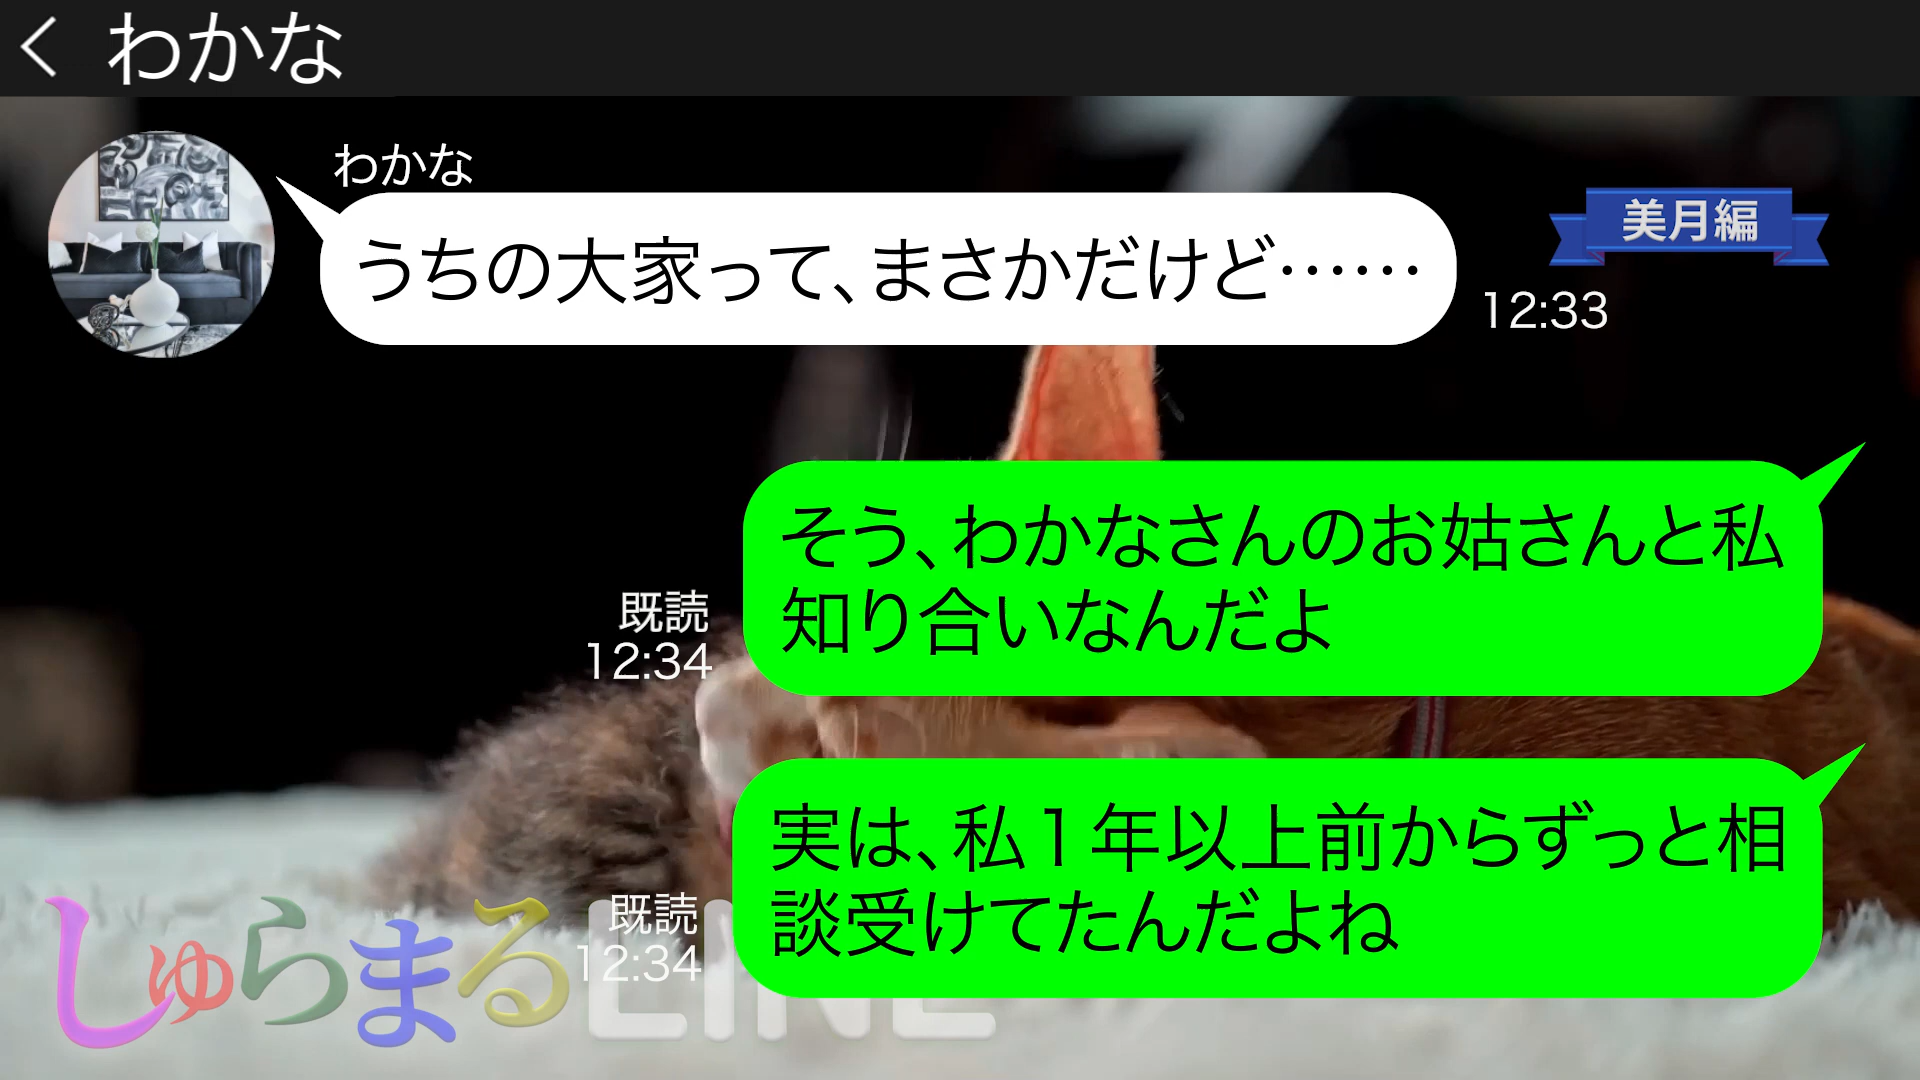 わかな
わかな
うちの大家って、まさかだけど……
美月編
12:33
そう、わかなさんのお姑さんと私
知り合いなんだよ
既読
12:34
実は、私1年以上前からずっと相
談受けてたんだよね
既読
12:34
しゅらまるLINE